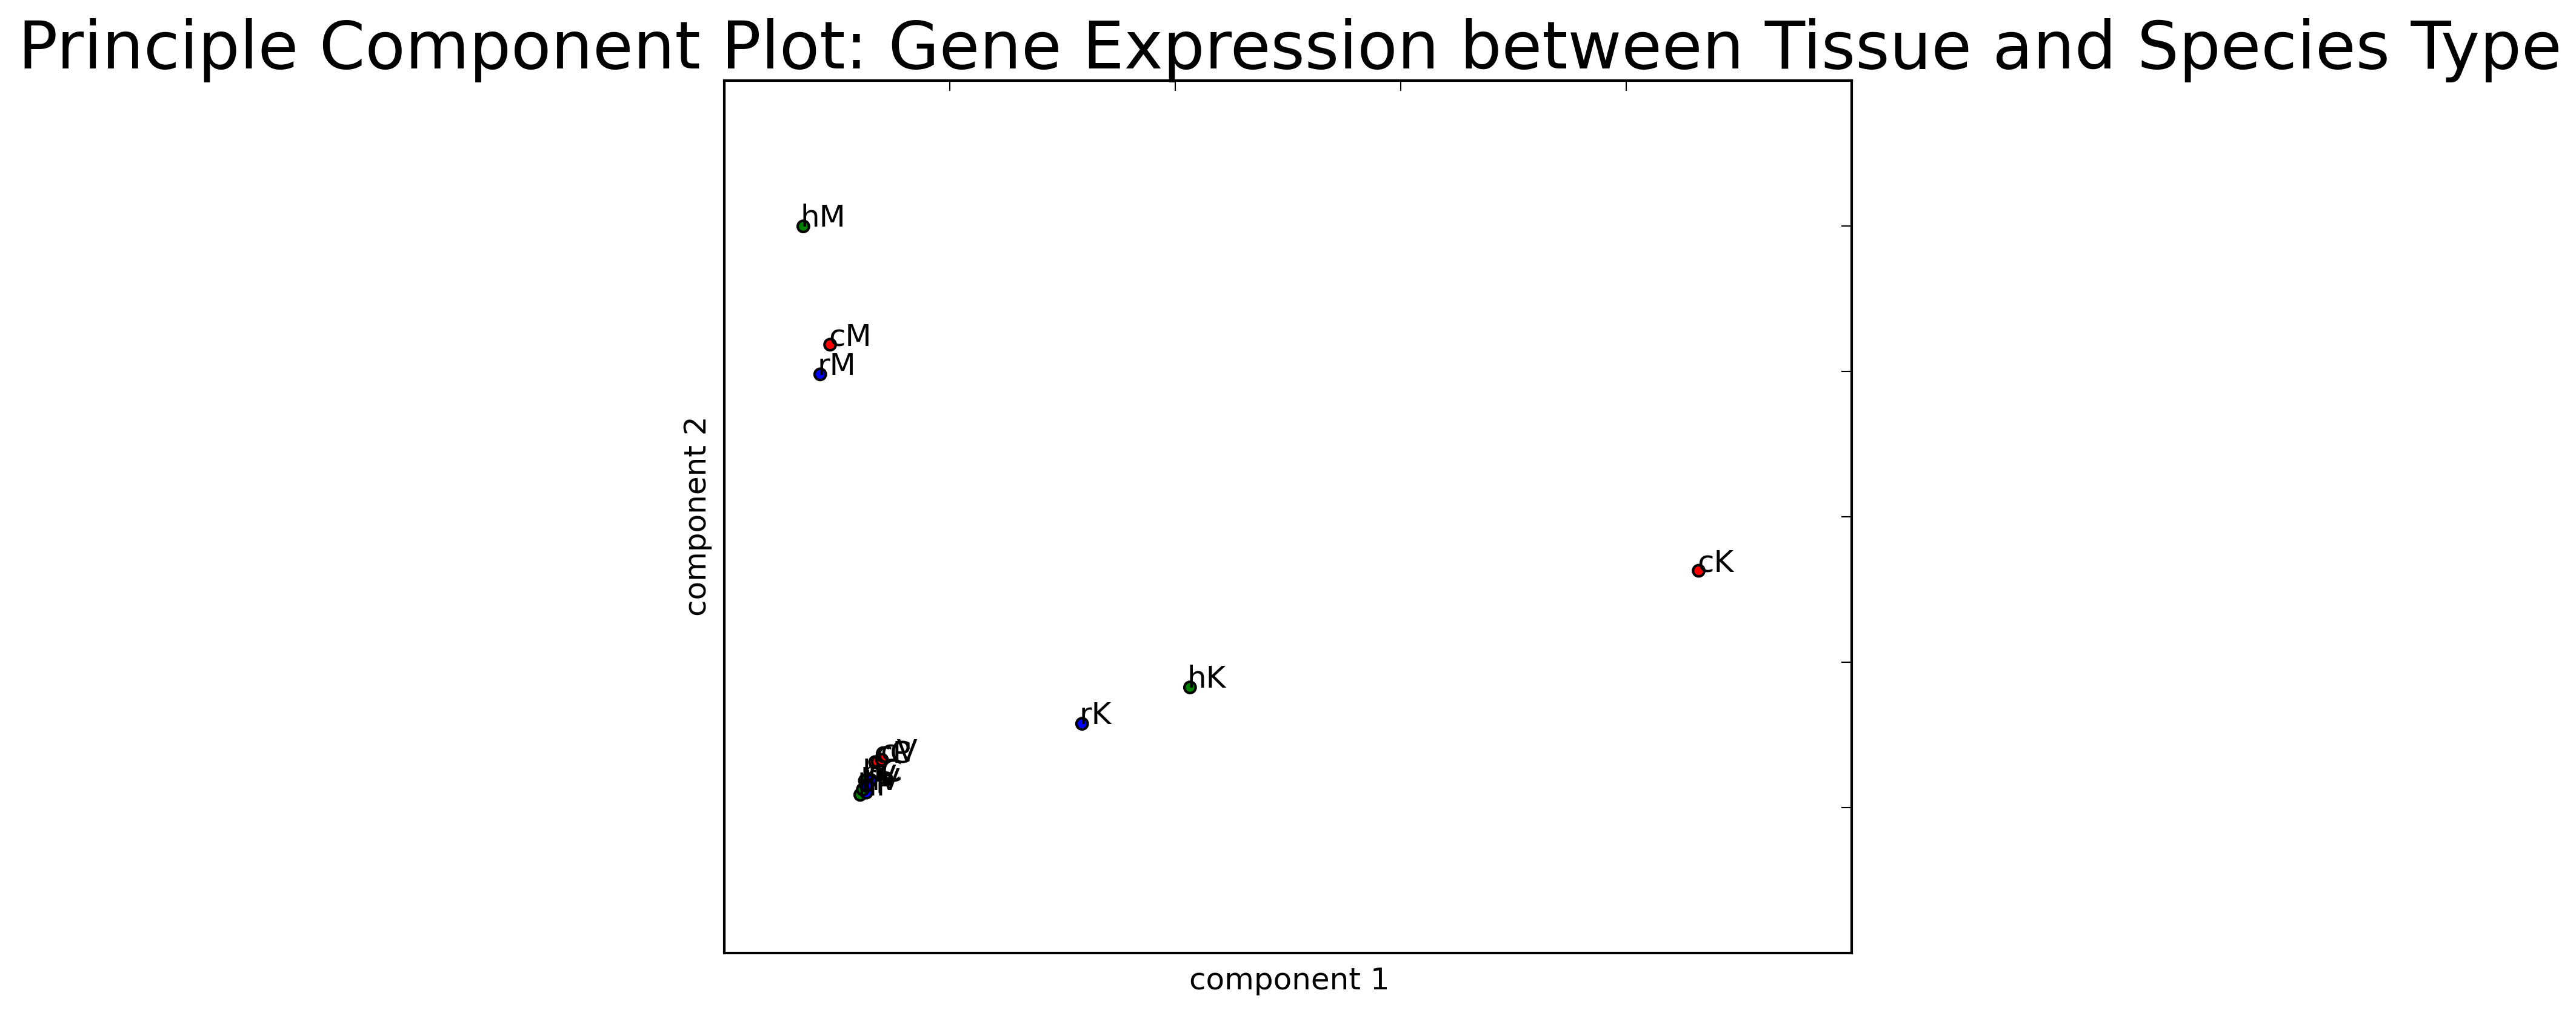 Principle Component Plot: Gene Expression between Tissue and Species Type
hM
cM
rM
component 2
cK
hK
rK
component 1